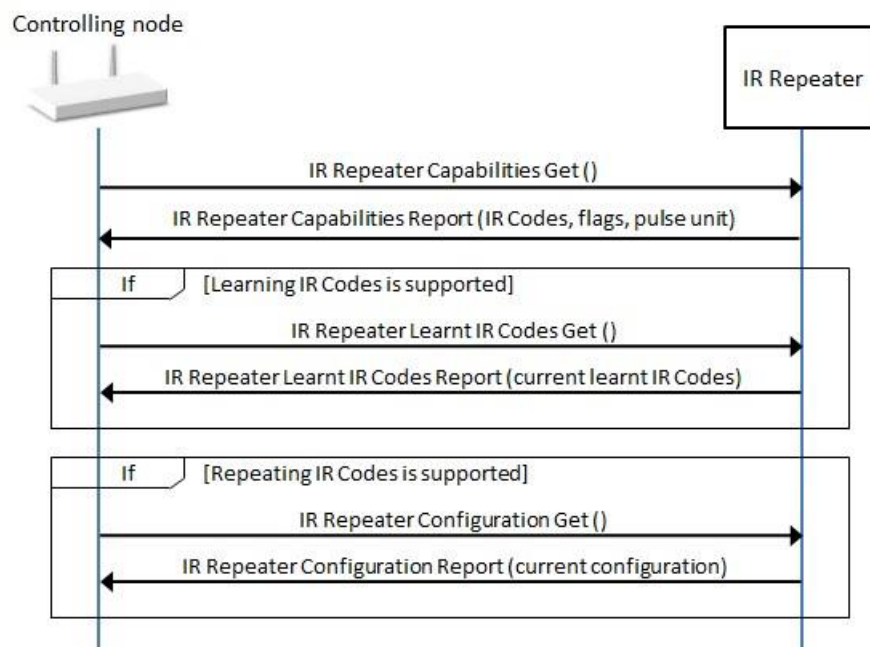 Controlling node
IR Repeater
IR Repeater Capabilities Get ()
IR Repeater Capabilities Report (IR Codes, flags, pulse unit)
If
[Learning IR Codes is supported]
IR Repeater Learnt IR Codes Get ()
IR Repeater Learnt IR Codes Report (current learnt IR Codes)
If
[Repeating IR Codes is supported]
IR Repeater Configuration Get ()
IR Repeater Configuration Report (current configuration)